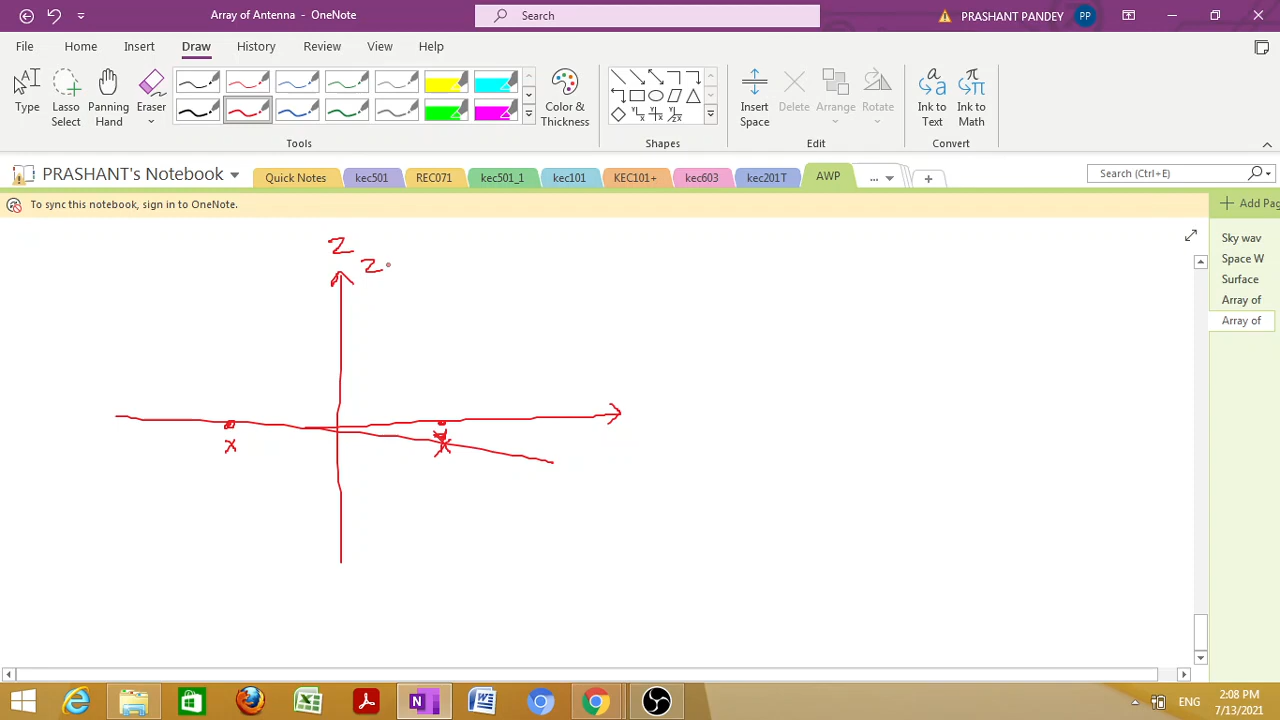 Array of Antenna - OneNote
Search
PRASHANT PANDEY
PP
File Home Insert Draw History Review View Help
Type
Lasso Select
Panning Hand
Eraser
Tools
Color & Thickness
Shapes
Insert Space
Delete
Arrange
Rotate
Edit
Ink to Text
Ink to Math
Convert
PRASHANT'S Notebook
Quick Notes kec501 REC071 kec501_1 kec101 KEC101+ kec603 kec201T AWP ...
Search (Ctrl+E)
To sync this notebook, sign in to OneNote.
Add Pag
Sky wav
Space W
Surface
Array of
Array of
Z
Z
x
x
ENG
2:08 PM
7/13/2021